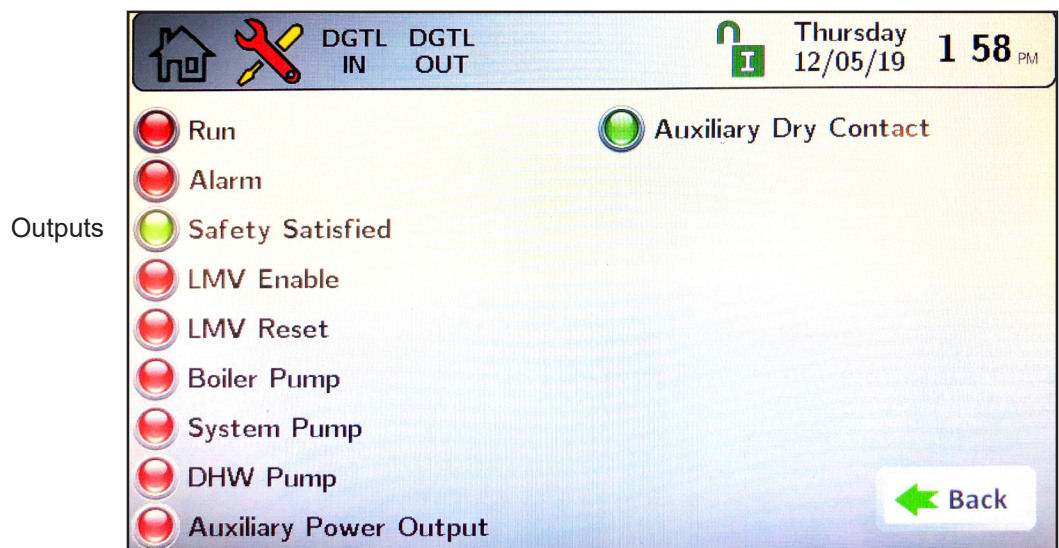 DGTL IN
DGTL OUT
I
Thursday
12/05/19
1 58 PM
Outputs
Run
Alarm
Safety Satisfied
LMV Enable
LMV Reset
Boiler Pump
System Pump
DHW Pump
Auxiliary Power Output
Auxiliary Dry Contact
Back